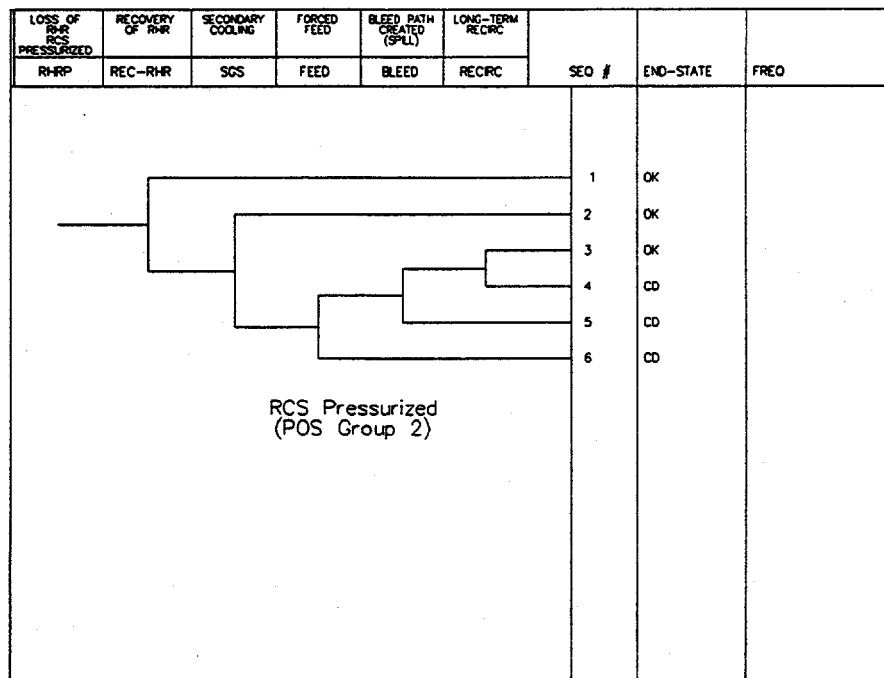 LOSS OF
RHR
RCS
PRESSURIZED
RECOVERY
OF RHR
SECONDARY
COOLING
FORCED
FEED
BLEED PATH
CREATED
(SPILL)
LONG-TERM
RECIRC
RHRP
REC-RHR
SGS
FEED
BLEED
RECIRC
SEQ #
END-STATE
FREQ
1 OK
2 OK
3 OK
4 CD
5 CD
6 CD
RCS Pressurized
(POS Group 2)